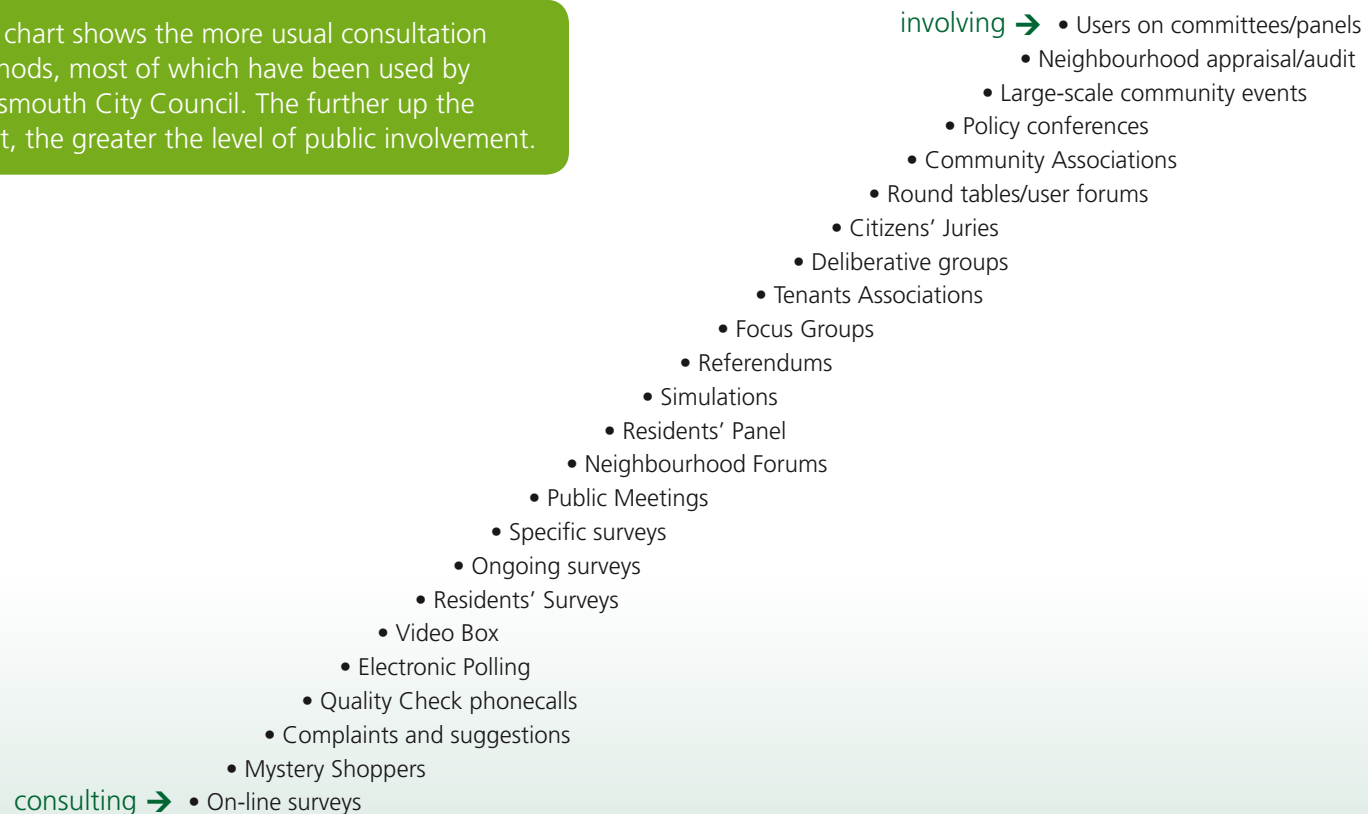 chart shows the more usual consultation
most of which have been used by
City Council. The further up the
the greater the level of public involvement.
involving → • Users on committees/panels
• Neighbourhood appraisal/audit
• Large-scale community events
• Policy conferences
• Community Associations
• Round tables/user forums
• Citizens’ Juries
• Deliberative groups
• Tenants Associations
• Focus Groups
• Referendums
• Simulations
• Residents’ Panel
• Neighbourhood Forums
• Public Meetings
• Specific surveys
• Ongoing surveys
• Residents’ Surveys
• Video Box
• Electronic Polling
• Quality Check phonecalls
• Complaints and suggestions
• Mystery Shoppers
consulting → • On-line surveys